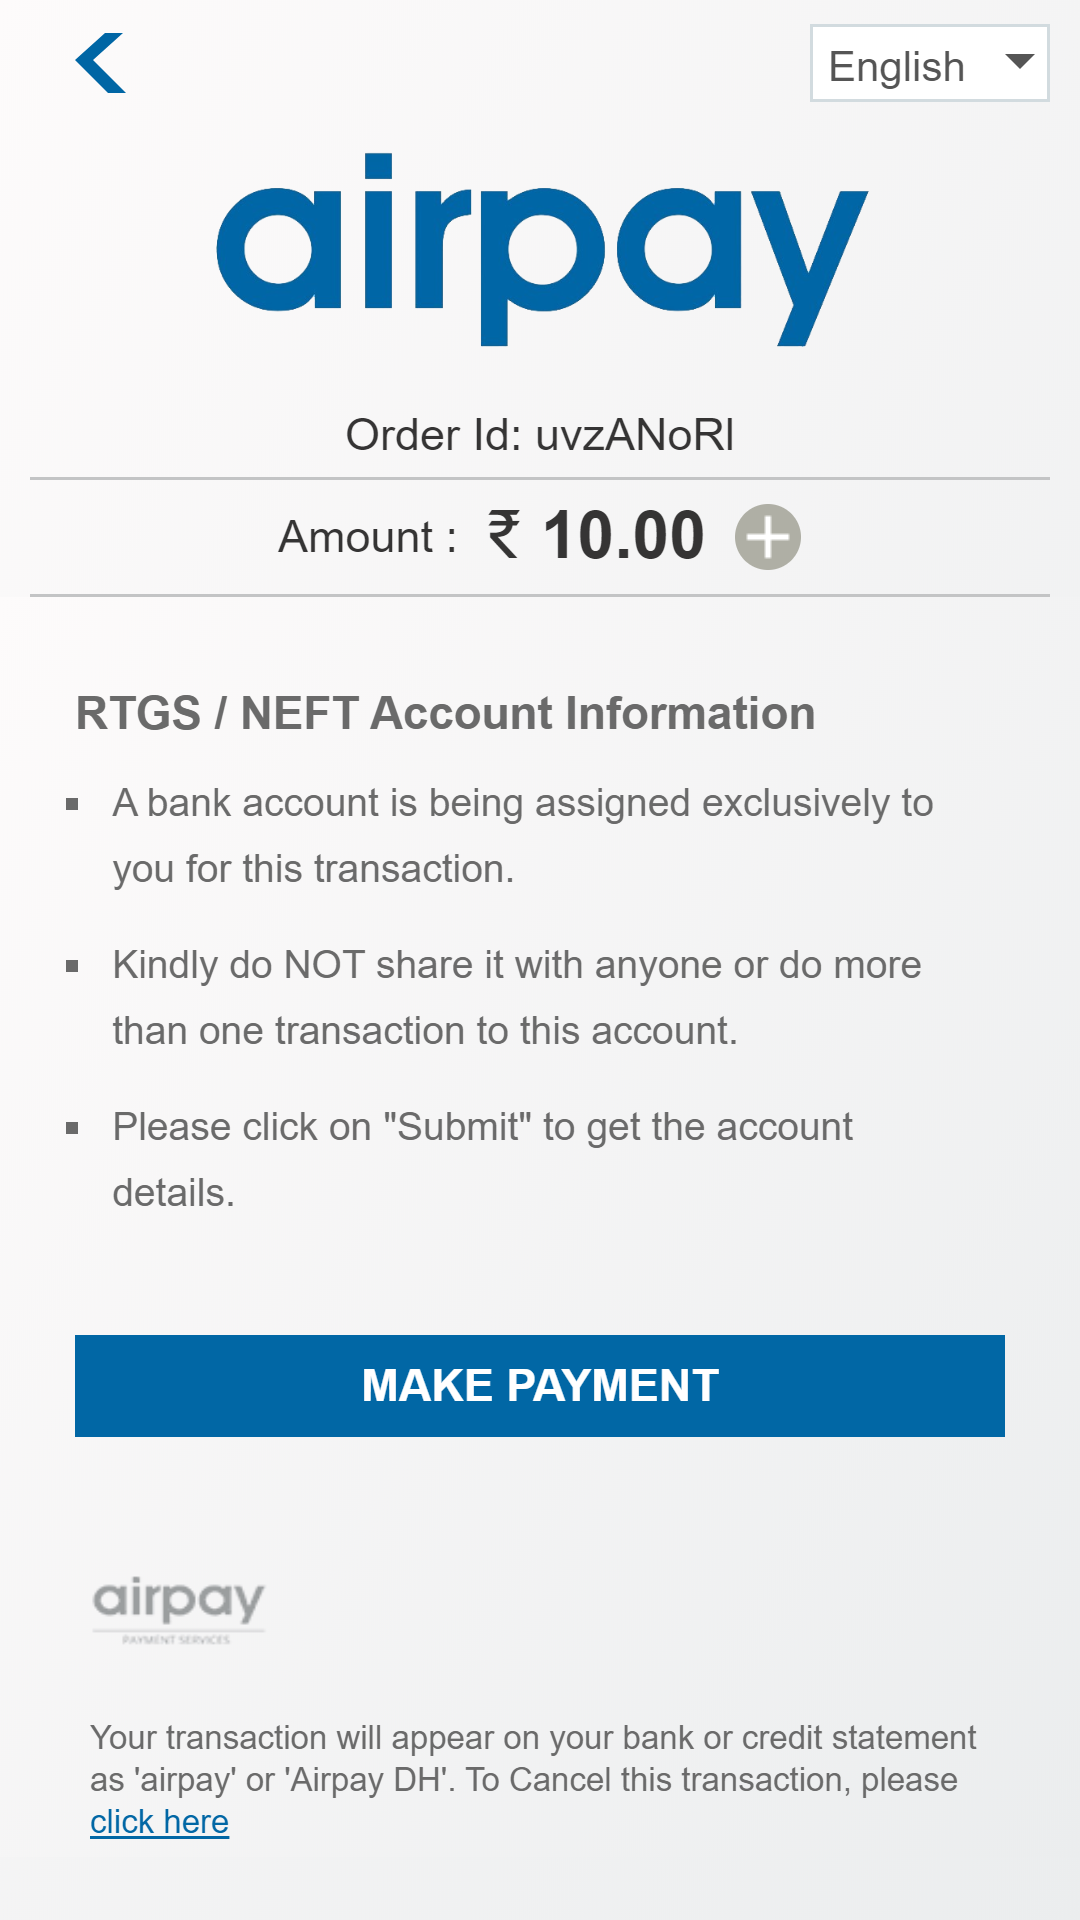 English
airpay
Order Id: uvzANoRl
Amount : ₹ 10.00
RTGS / NEFT Account Information
A bank account is being assigned exclusively to
you for this transaction.
Kindly do NOT share it with anyone or do more
than one transaction to this account.
Please click on "Submit" to get the account
details.
MAKE PAYMENT
airpay
PAYMENT SERVICES
Your transaction will appear on your bank or credit statement
as 'airpay' or 'Airpay DH'. To Cancel this transaction, please
click here